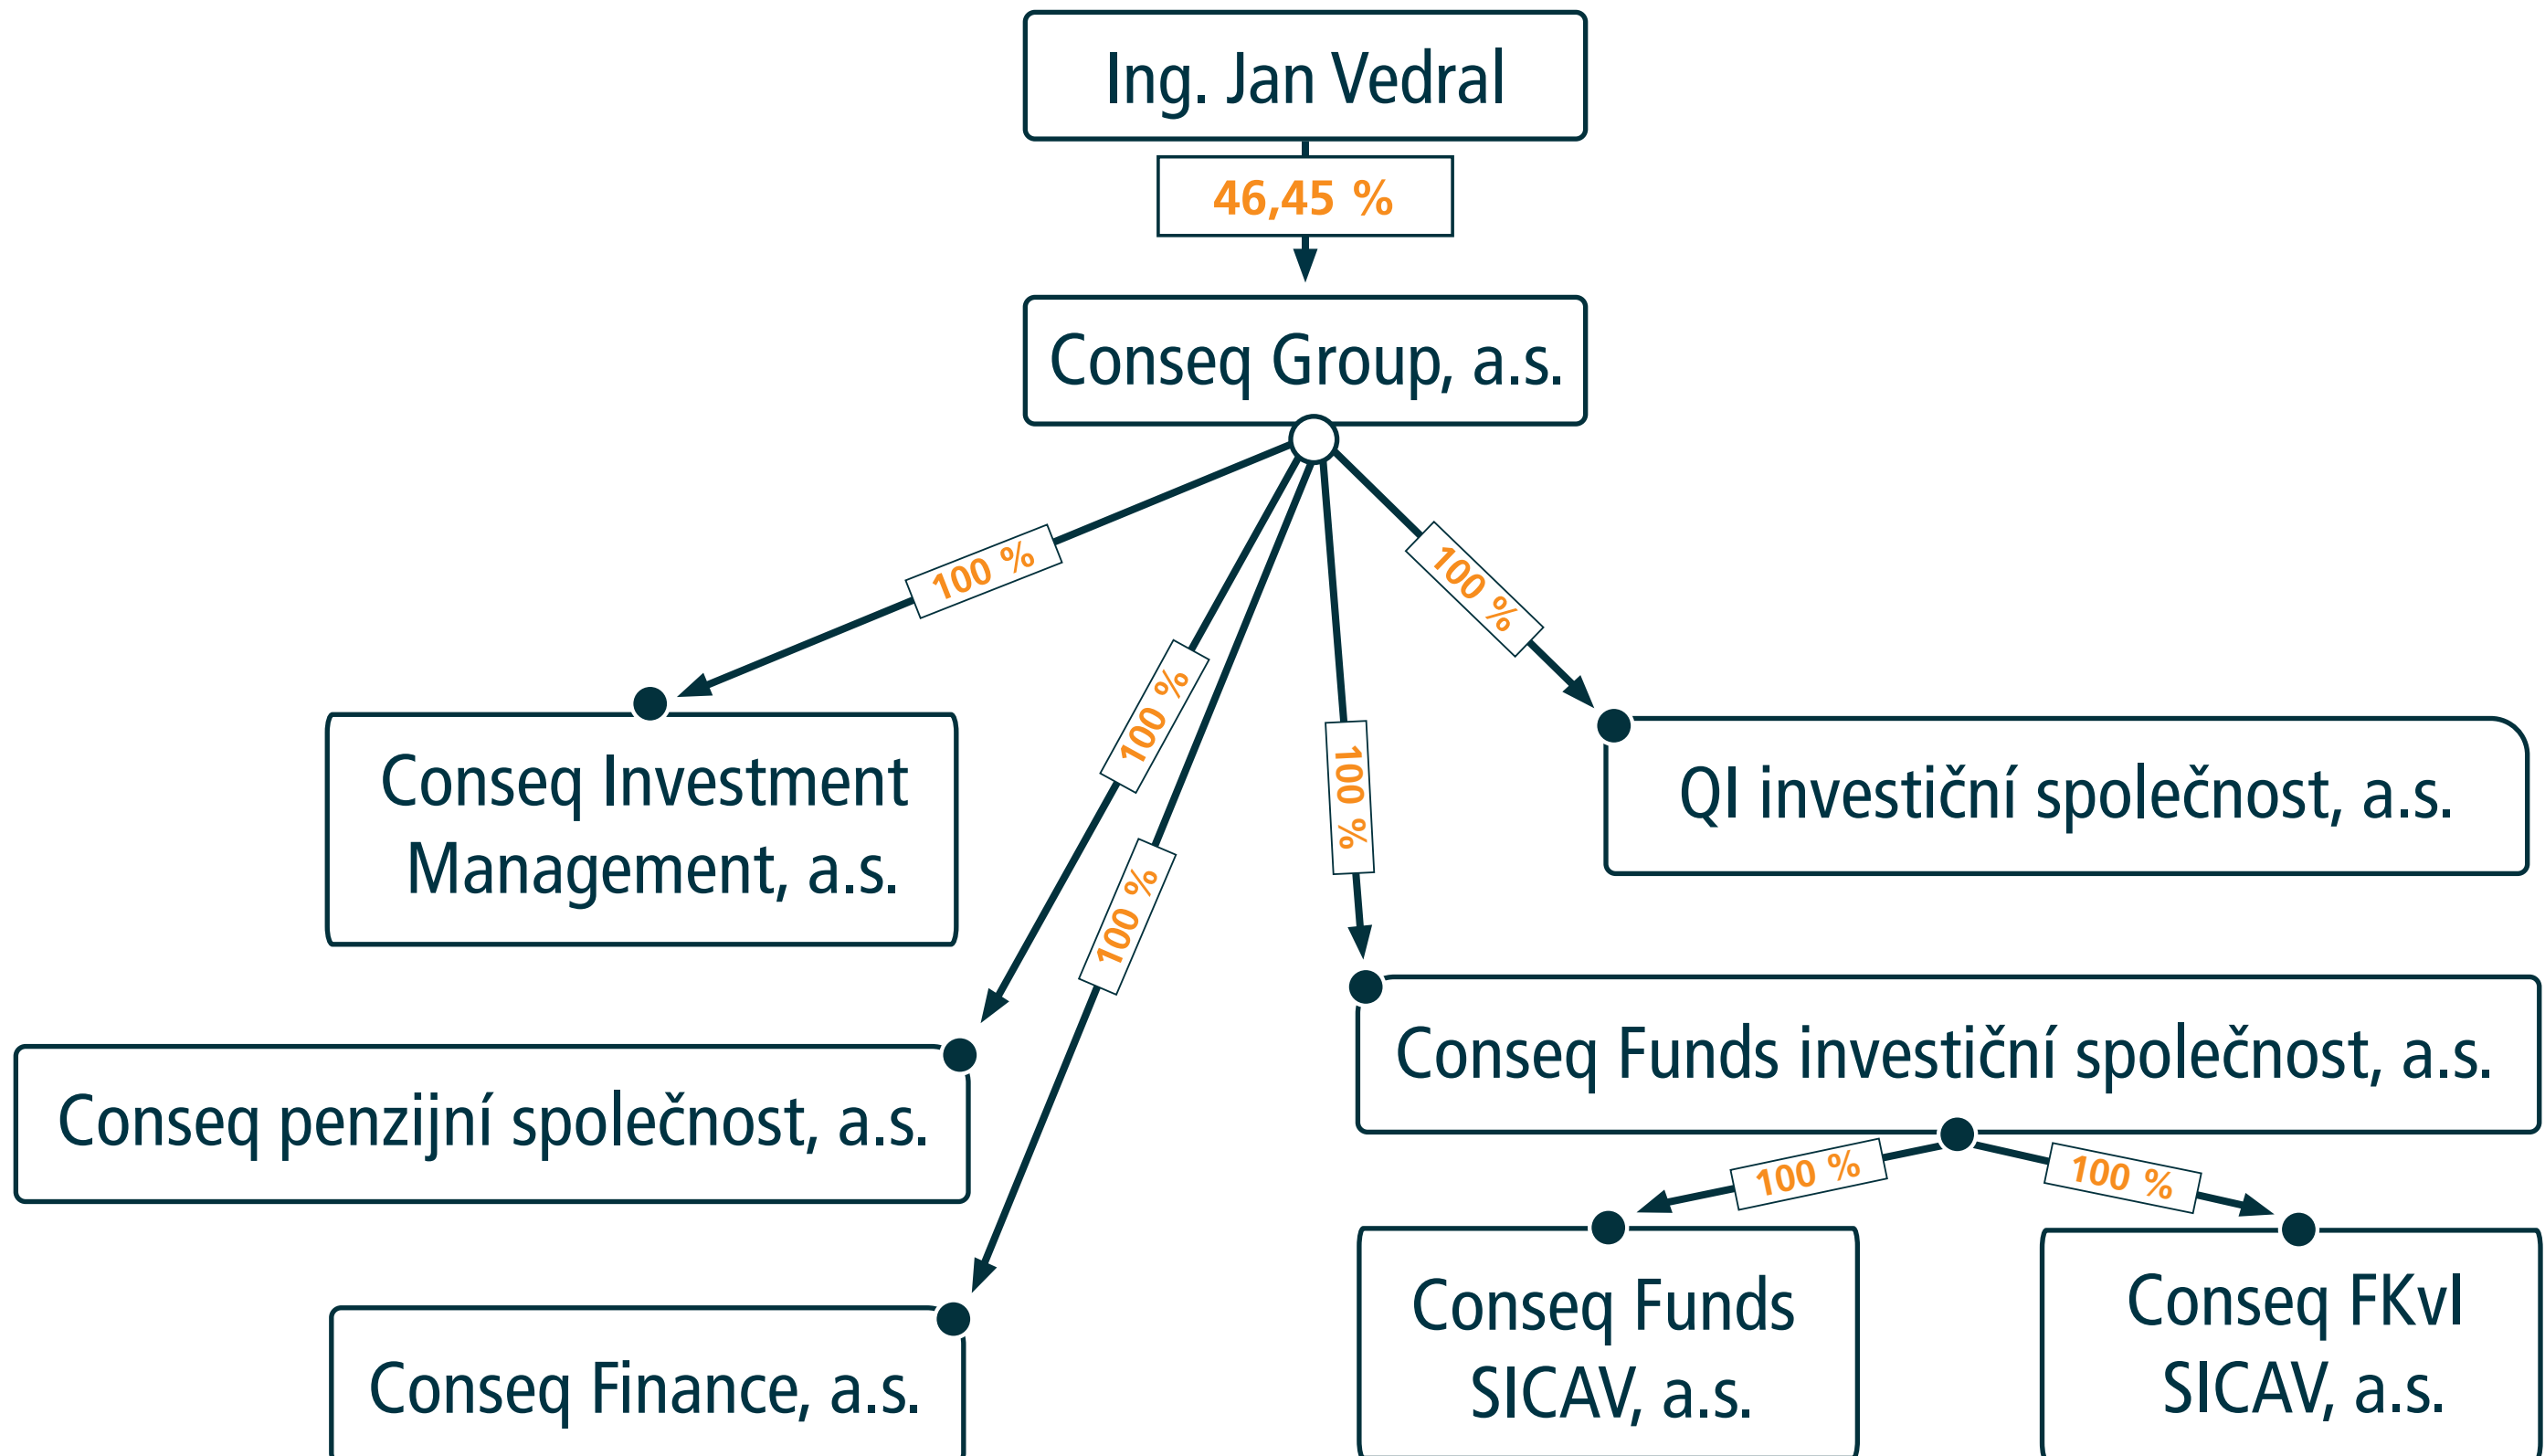 Ing. Jan Vedral
46,45 %
Conseq Group, a.s.
100 %
100 %
100 %
100 %
100 %
Conseq Investment
Management, a.s.
QI investiční společnost, a.s.
Conseq penzijní společnost, a.s.
Conseq Funds investiční společnost, a.s.
100 %
100 %
Conseq Finance, a.s.
Conseq Funds
SICAV, a.s.
Conseq FKvI
SICAV, a.s.